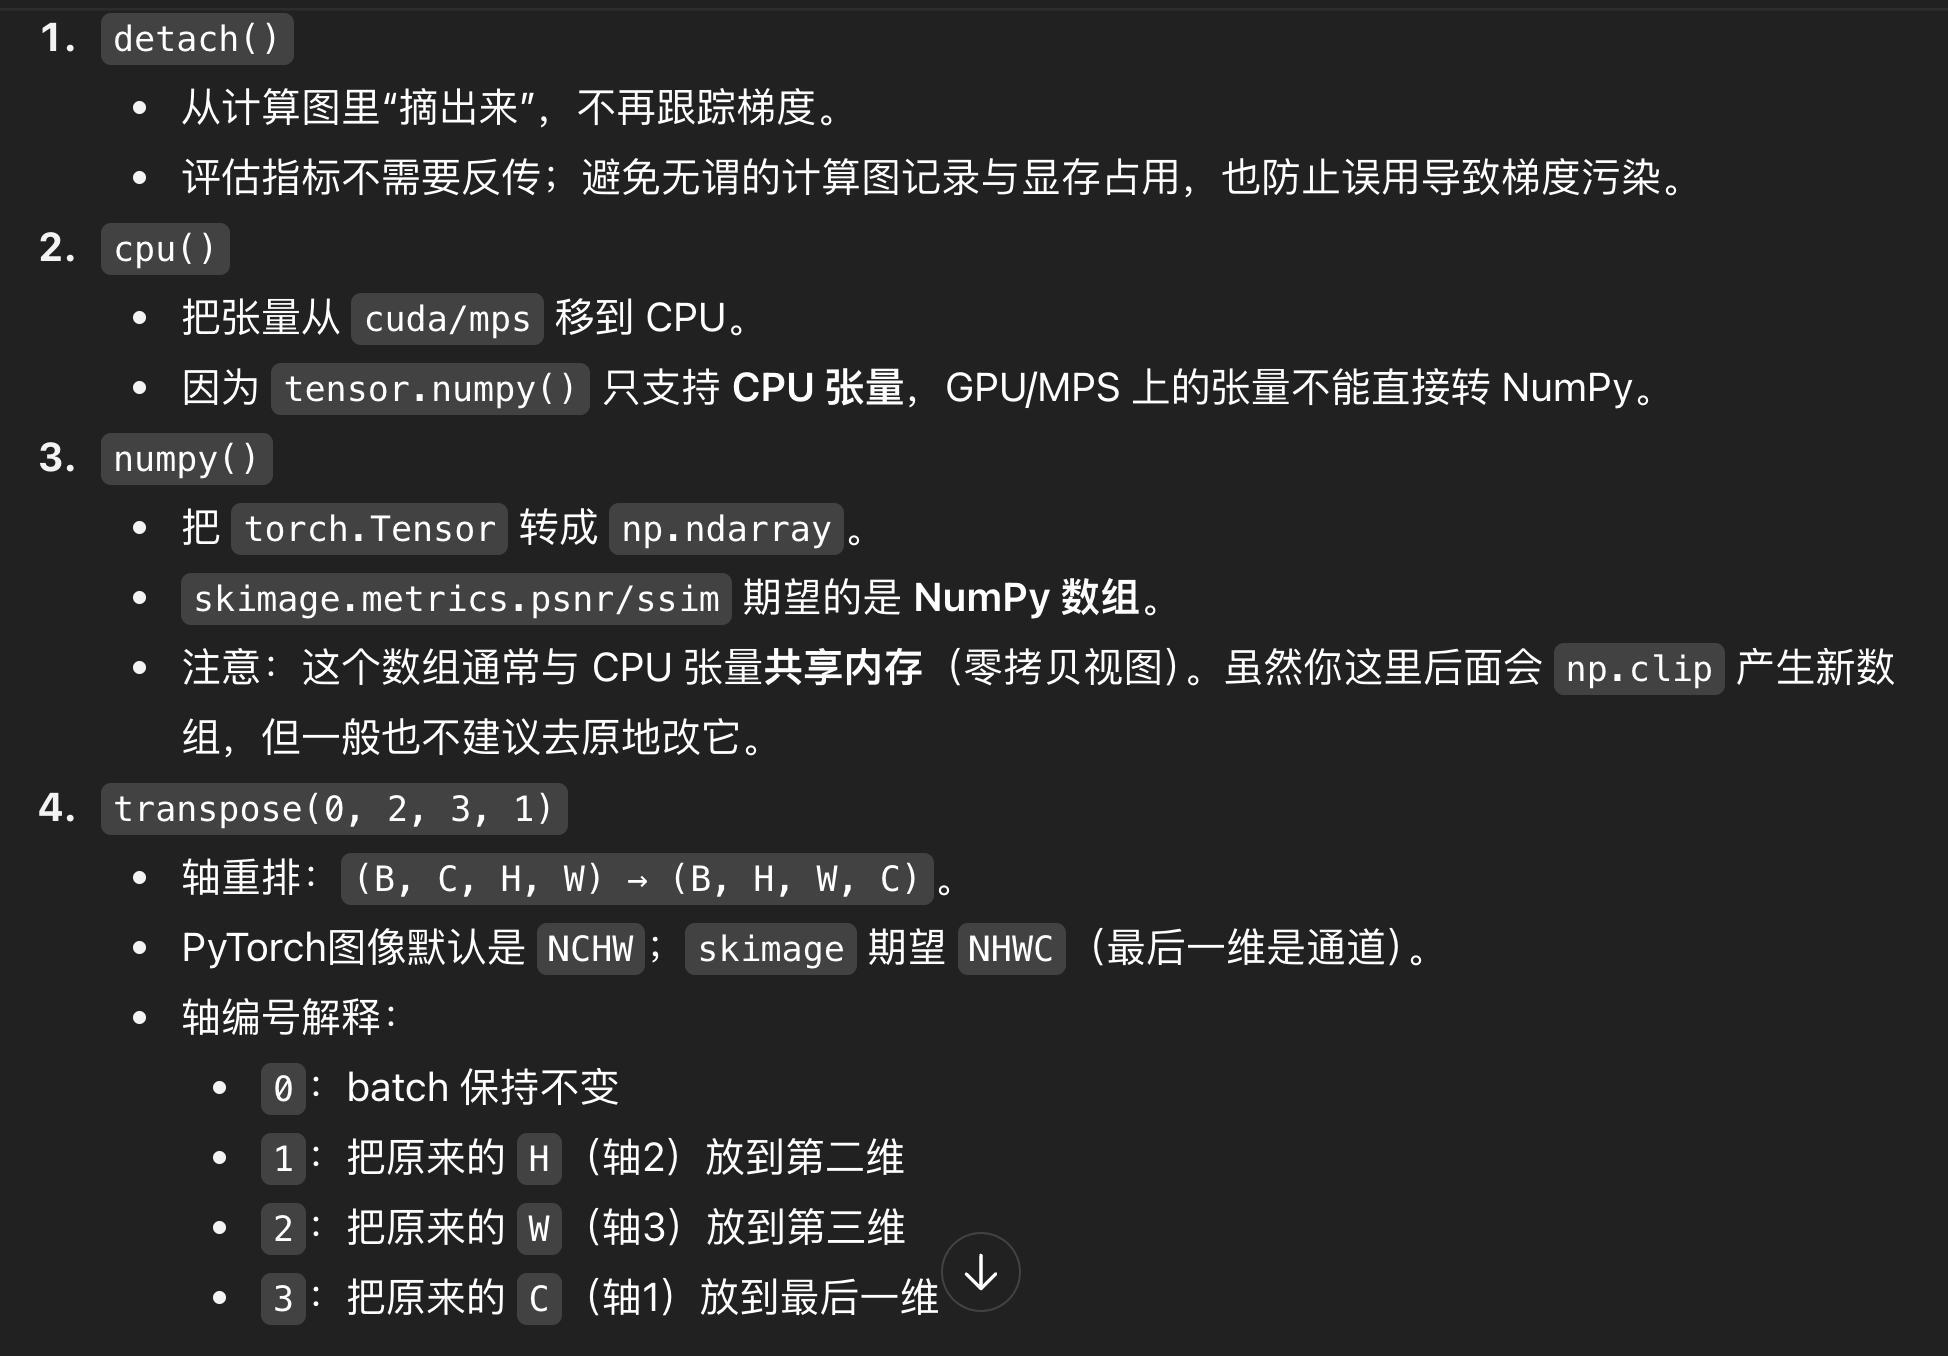 1. detach()
• 从计算图里“摘出来”，不再跟踪梯度。
• 评估指标不需要反传；避免无谓的计算图记录与显存占用，也防止误用导致梯度污染。
2. cpu()
• 把张量从 cuda/mps 移到 CPU。
• 因为 tensor.numpy() 只支持 CPU 张量，GPU/MPS 上的张量不能直接转 NumPy。
3. numpy()
• 把 torch.Tensor 转成 np.ndarray。
• skimage.metrics.psnr/ssim 期望的是 NumPy 数组。
• 注意：这个数组通常与 CPU 张量共享内存（零拷贝视图）。虽然你这里后面会 np.clip 产生新数
组，但一般也不建议去原地改它。
4. transpose(0, 2, 3, 1)
• 轴重排：(B, C, H, W) → (B, H, W, C)。
• PyTorch图像默认是 NCHW；skimage 期望 NHWC（最后一维是通道）。
• 轴编号解释：
• 0：batch 保持不变
• 1：把原来的 H（轴2）放到第二维
• 2：把原来的 W（轴3）放到第三维
• 3：把原来的 C（轴1）放到最后一维